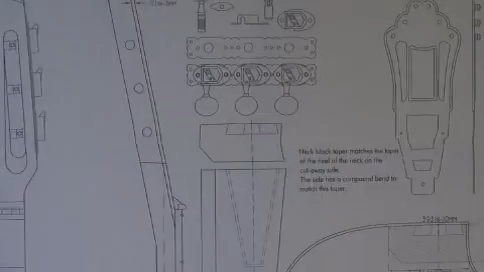 Neck block taper matches the taper
of the heel of the neck on the
cut-away side.
The side has a compound bend to
match this taper.